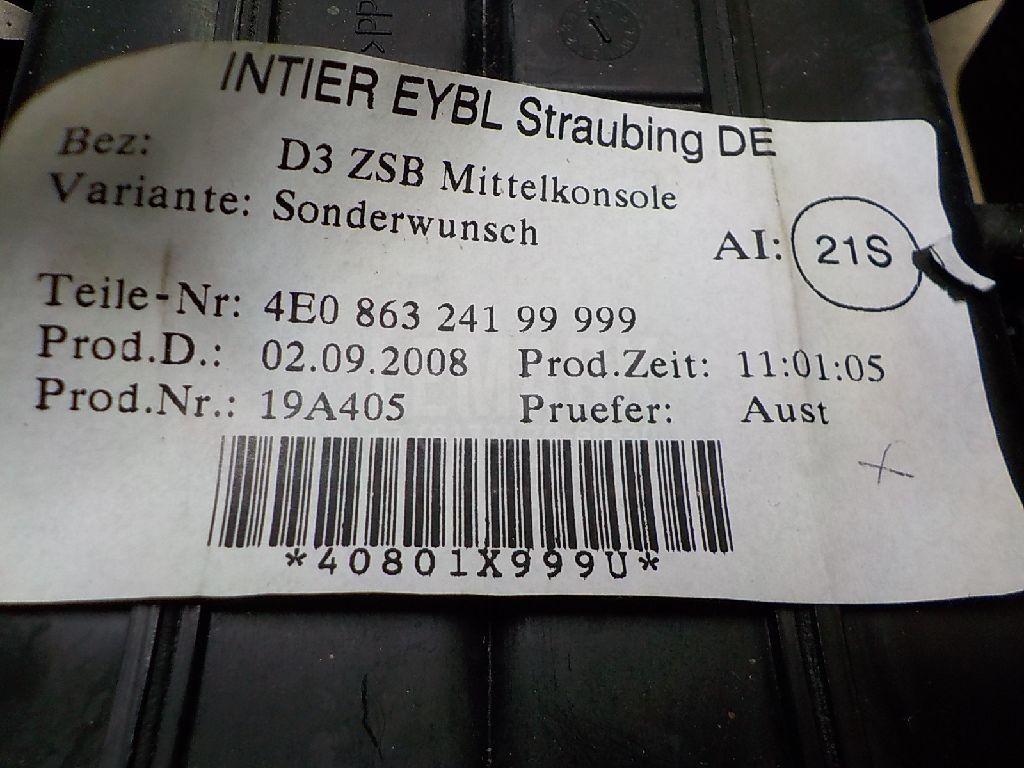 INTIER EYBL Straubing DE
Bez: D3 ZSB Mittelkonsole
Variante: Sonderwunsch
AI: 21S
Teile-Nr: 4E0 863 241 99 999
Prod.D.: 02.09.2008 Prod.Zeit: 11:01:05
Prod.Nr.: 19A405 Pruefer: Aust
*40801X999U*